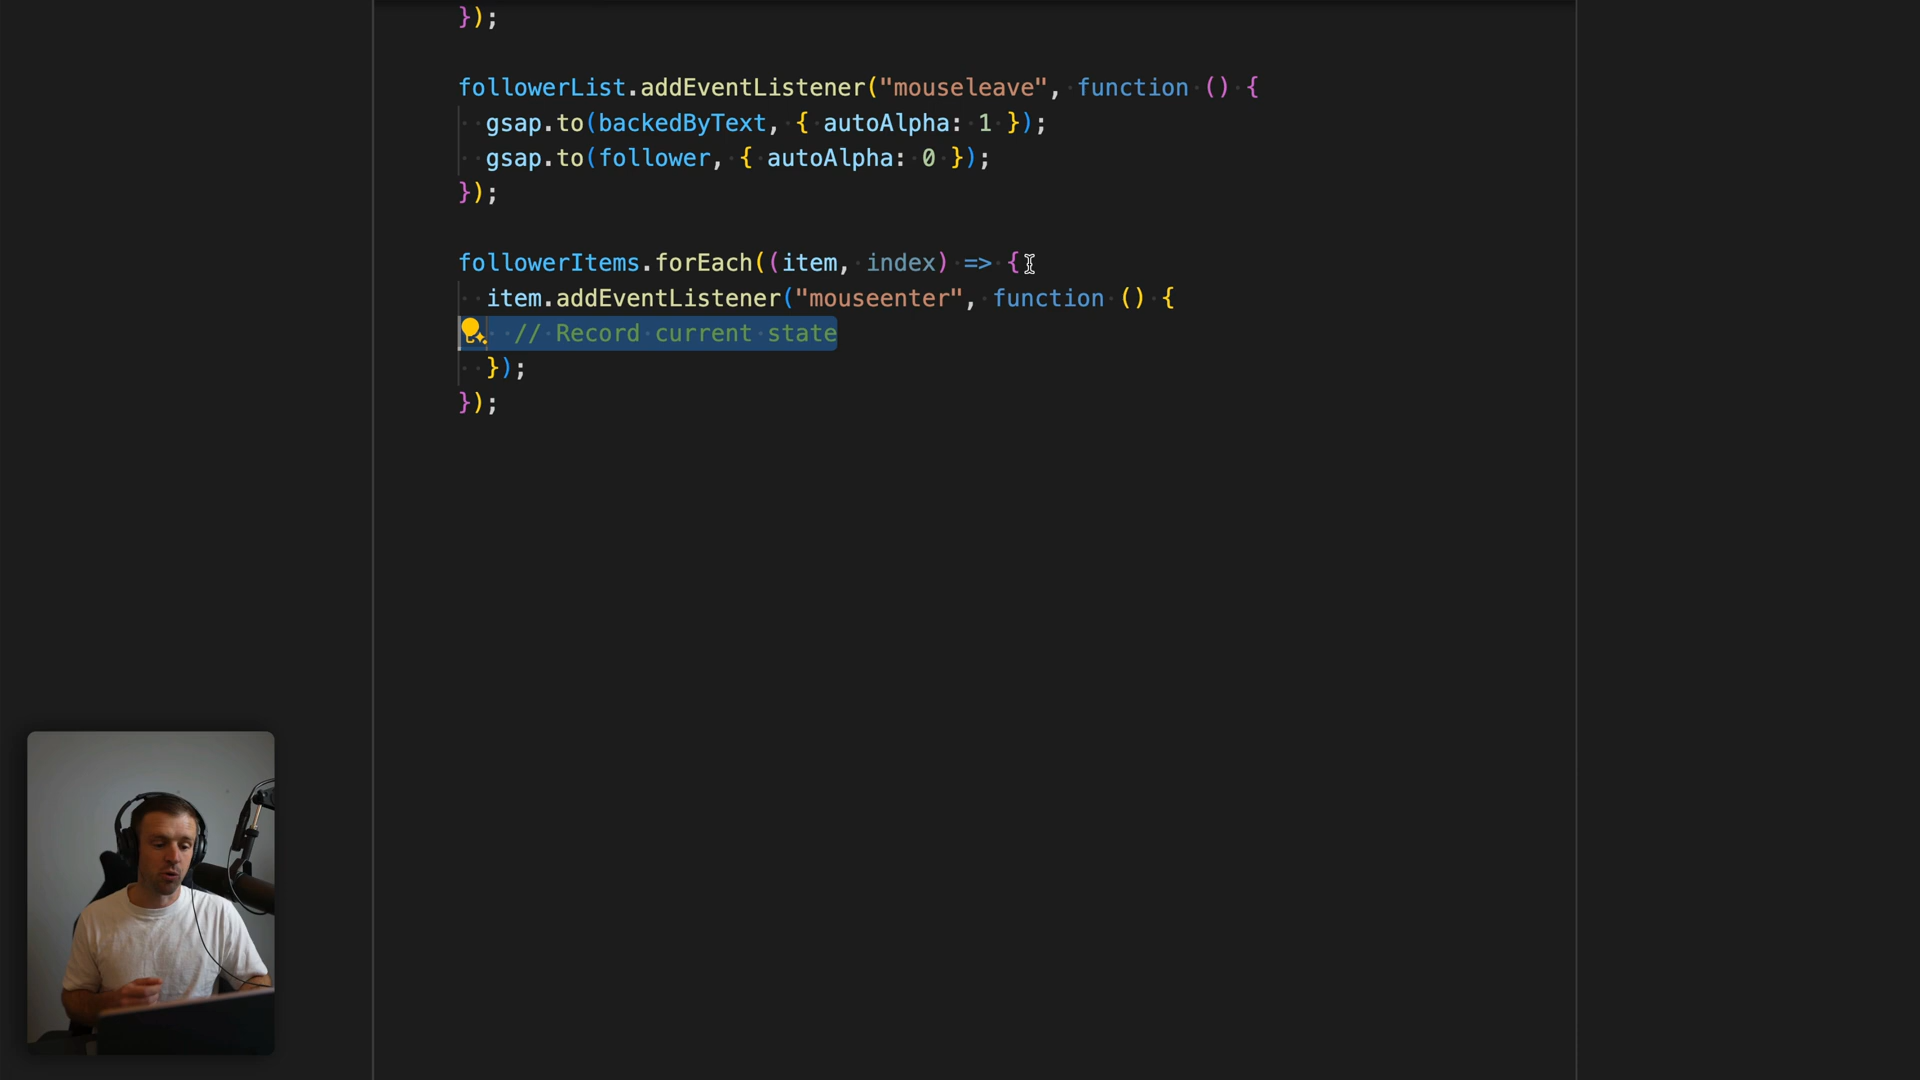 });
followerList.addEventListener("mouseleave", function () {
gsap.to(backedByText, { autoAlpha: 1 });
gsap.to(follower, { autoAlpha: 0 });
});
followerItems.forEach((item, index) => {
item.addEventListener("mouseenter", function () {
// Record current state
});
});